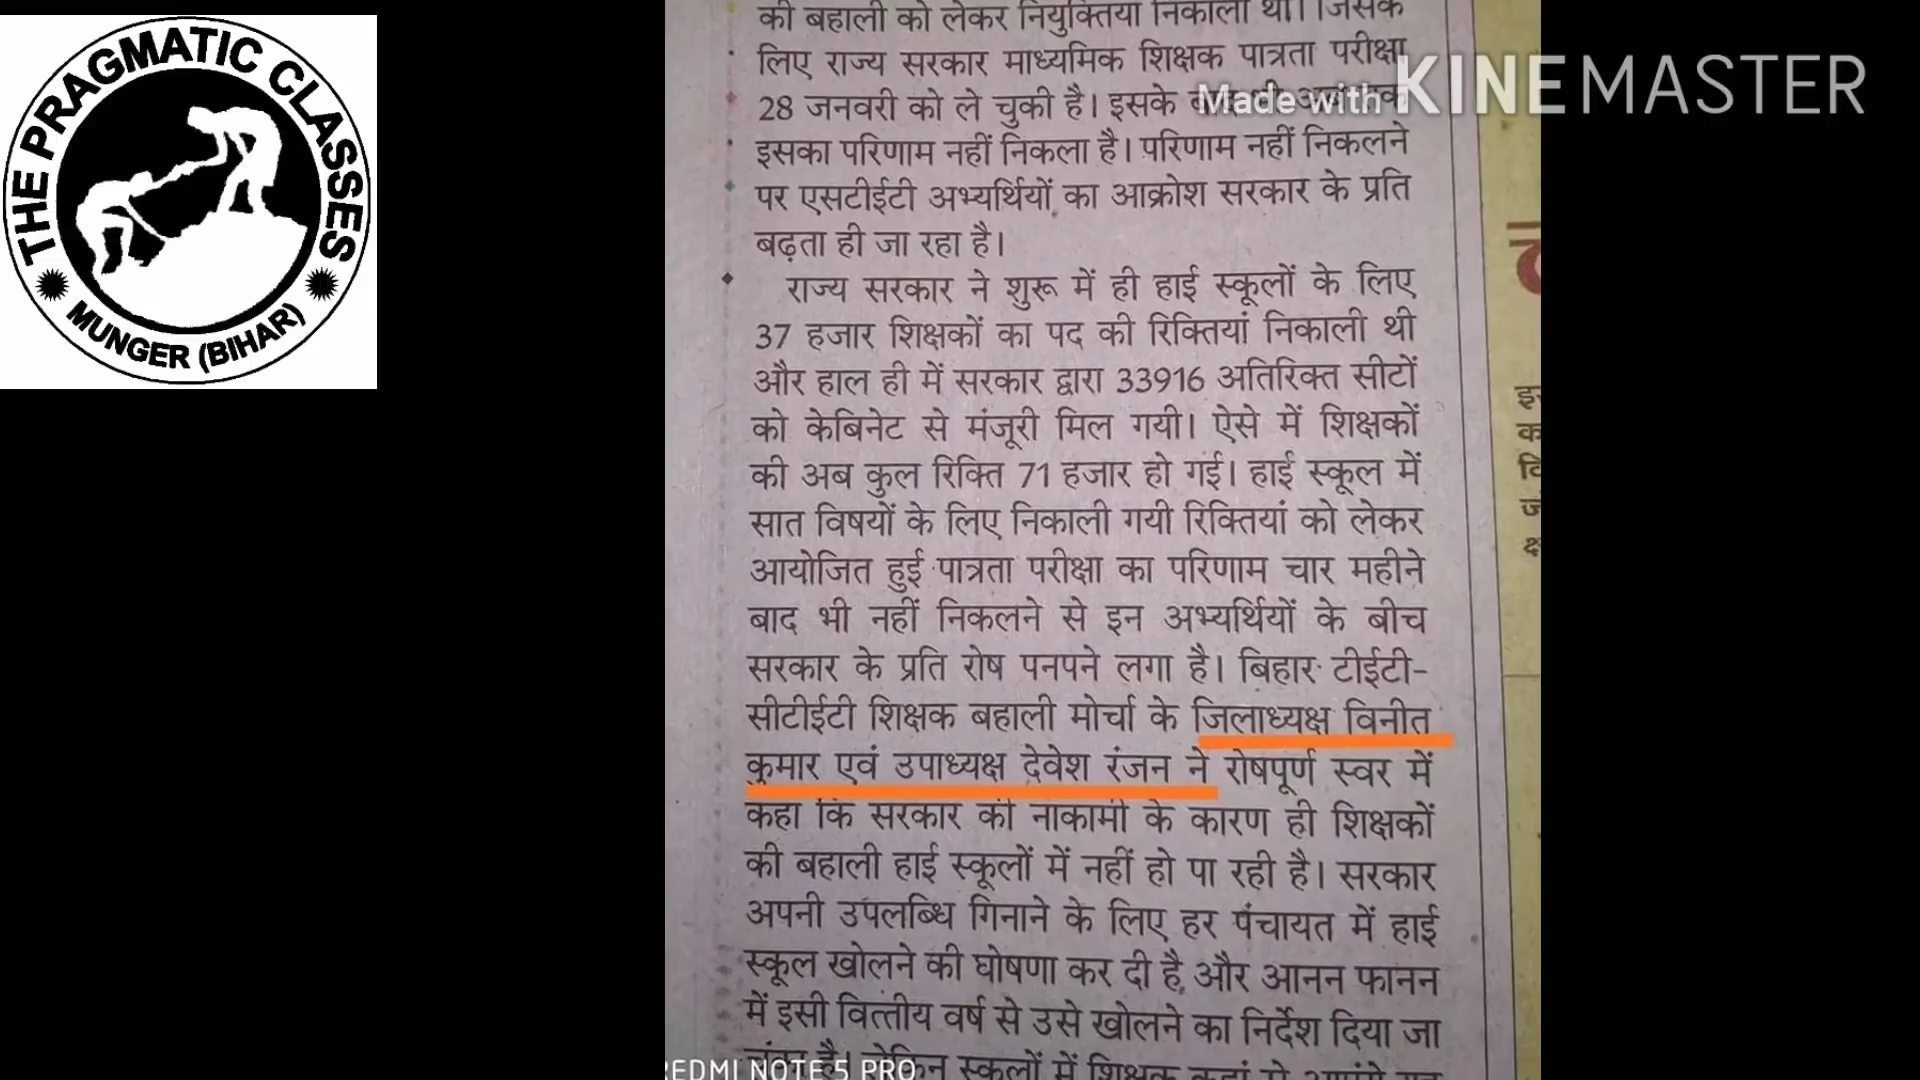 THE PRAGMATIC CLASSES
MUNGER (BIHAR)
Made with KINEMASTER
की बहाली को लेकर नियुक्तिया निकाली थी। जिसके
लिए राज्य सरकार माध्यमिक शिक्षक पात्रता परीक्षा
28 जनवरी को ले चुकी है। इसके
इसका परिणाम नहीं निकला है। परिणाम नहीं निकलने
पर एसटीईटी अभ्यर्थियों का आक्रोश सरकार के प्रति
बढ़ता ही जा रहा है।
राज्य सरकार ने शुरू में ही हाई स्कूलों के लिए
37 हजार शिक्षकों का पद की रिक्तियां निकाली थी
और हाल ही में सरकार द्वारा 33916 अतिरिक्त सीटों
को केबिनेट से मंजूरी मिल गयी। ऐसे में शिक्षकों
की अब कुल रिक्ति 71 हजार हो गई। हाई स्कूल में
सात विषयों के लिए निकाली गयी रिक्तियां को लेकर
आयोजित हुई पात्रता परीक्षा का परिणाम चार महीने
बाद भी नहीं निकलने से इन अभ्यर्थियों के बीच
सरकार के प्रति रोष पनपने लगा है। बिहार टीईटी-
सीटीईटी शिक्षक बहाली मोर्चा के जिलाध्यक्ष विनीत
कुमार एवं उपाध्यक्ष देवेश रंजन ने रोषपूर्ण स्वर में
कहा कि सरकार की नाकामी के कारण ही शिक्षकों
की बहाली हाई स्कूलों में नहीं हो पा रही है। सरकार
अपनी उपलब्धि गिनाने के लिए हर पंचायत में हाई
स्कूल खोलने की घोषणा कर दी है, और आनन फानन
में इसी वित्तीय वर्ष से उसे खोलने का निर्देश दिया जा
स्कूलों में शिक्षक
REDMI NOTE 5 PRO